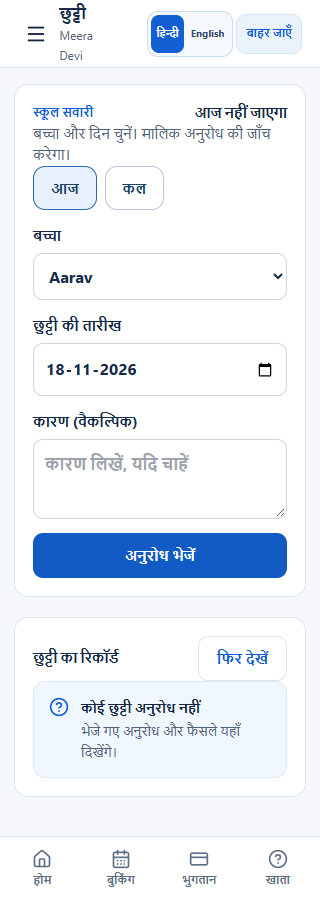 छुट्टी
Meera
Devi
हिन्दी
English
बाहर जाएँ
स्कूल सवारी
आज नहीं जाएगा
बच्चा और दिन चुनें। मालिक अनुरोध की जाँच
करेगा।
आज
कल
बच्चा
Aarav
छुट्टी की तारीख
18-11-2026
कारण (वैकल्पिक)
कारण लिखें, यदि चाहें
अनुरोध भेजें
छुट्टी का रिकॉर्ड
फिर देखें
कोई छुट्टी अनुरोध नहीं
भेजे गए अनुरोध और फैसले यहाँ
दिखेंगे।
होम
बुकिंग
भुगतान
खाता